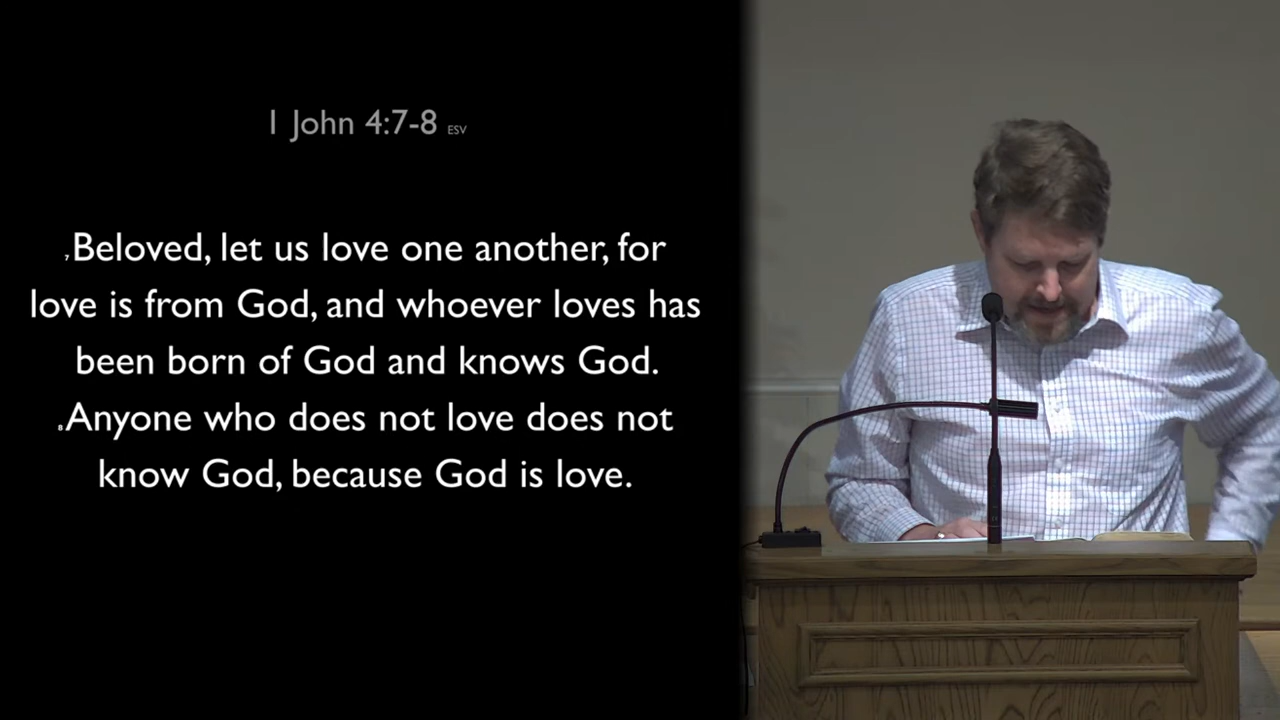 1 John 4:7-8 ESV
7Beloved, let us love one another, for
love is from God, and whoever loves has
been born of God and knows God.
8Anyone who does not love does not
know God, because God is love.